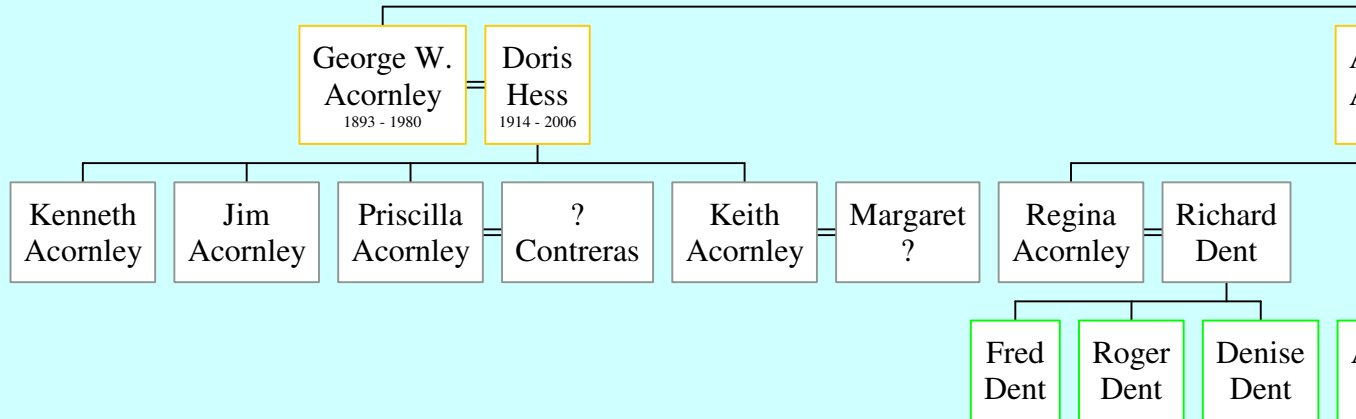 George W.
Acornley
1893 - 1980
Doris
Hess
1914 - 2006
Kenneth
Acornley
Jim
Acornley
Priscilla
Acornley
?
Contreras
Keith
Acornley
Margaret
?
Regina
Acornley
Richard
Dent
Fred
Dent
Roger
Dent
Denise
Dent